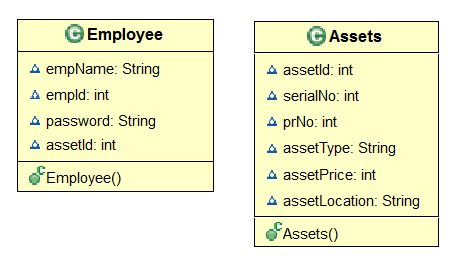 Employee
empName: String
empId: int
password: String
assetId: int
Employee()
Assets
assetId: int
serialNo: int
prNo: int
assetType: String
assetPrice: int
assetLocation: String
Assets()